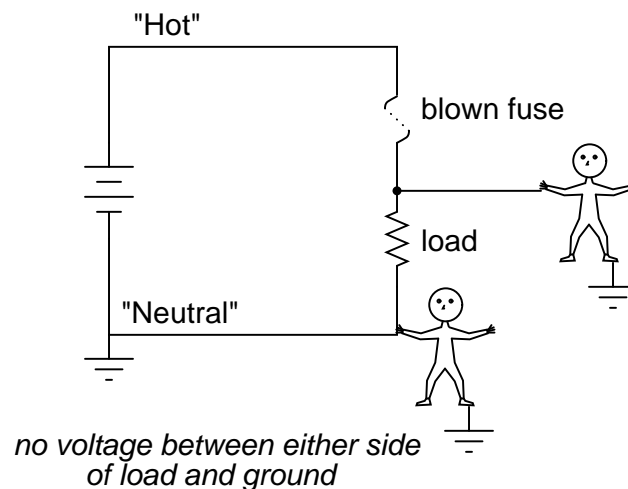 "Hot"
blown fuse
load
"Neutral"
no voltage between either side
of load and ground